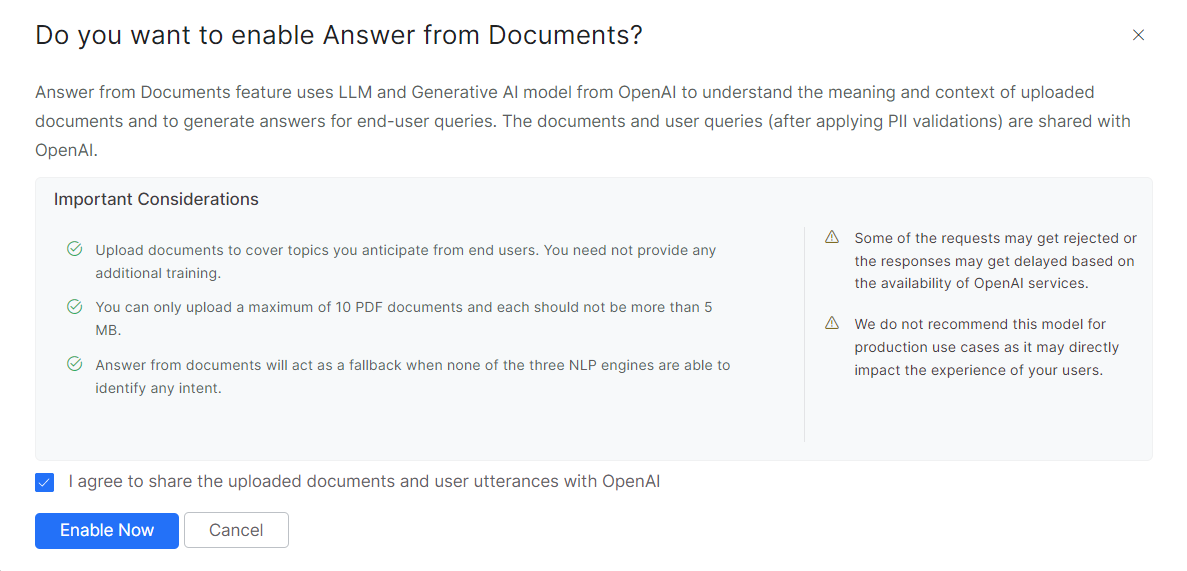 Do you want to enable Answer from Documents?
Answer from Documents feature uses LLM and Generative AI model from OpenAI to understand the meaning and context of uploaded
documents and to generate answers for end-user queries. The documents and user queries (after applying PII validations) are shared with
OpenAI.
Important Considerations
Upload documents to cover topics you anticipate from end users. You need not provide any
additional training.
You can only upload a maximum of 10 PDF documents and each should not be more than 5
MB.
Answer from documents will act as a fallback when none of the three NLP engines are able to
identify any intent.
Some of the requests may get rejected or
the responses may get delayed based on
the availability of OpenAI services.
We do not recommend this model for
production use cases as it may directly
impact the experience of your users.
I agree to share the uploaded documents and user utterances with OpenAI
Enable Now
Cancel